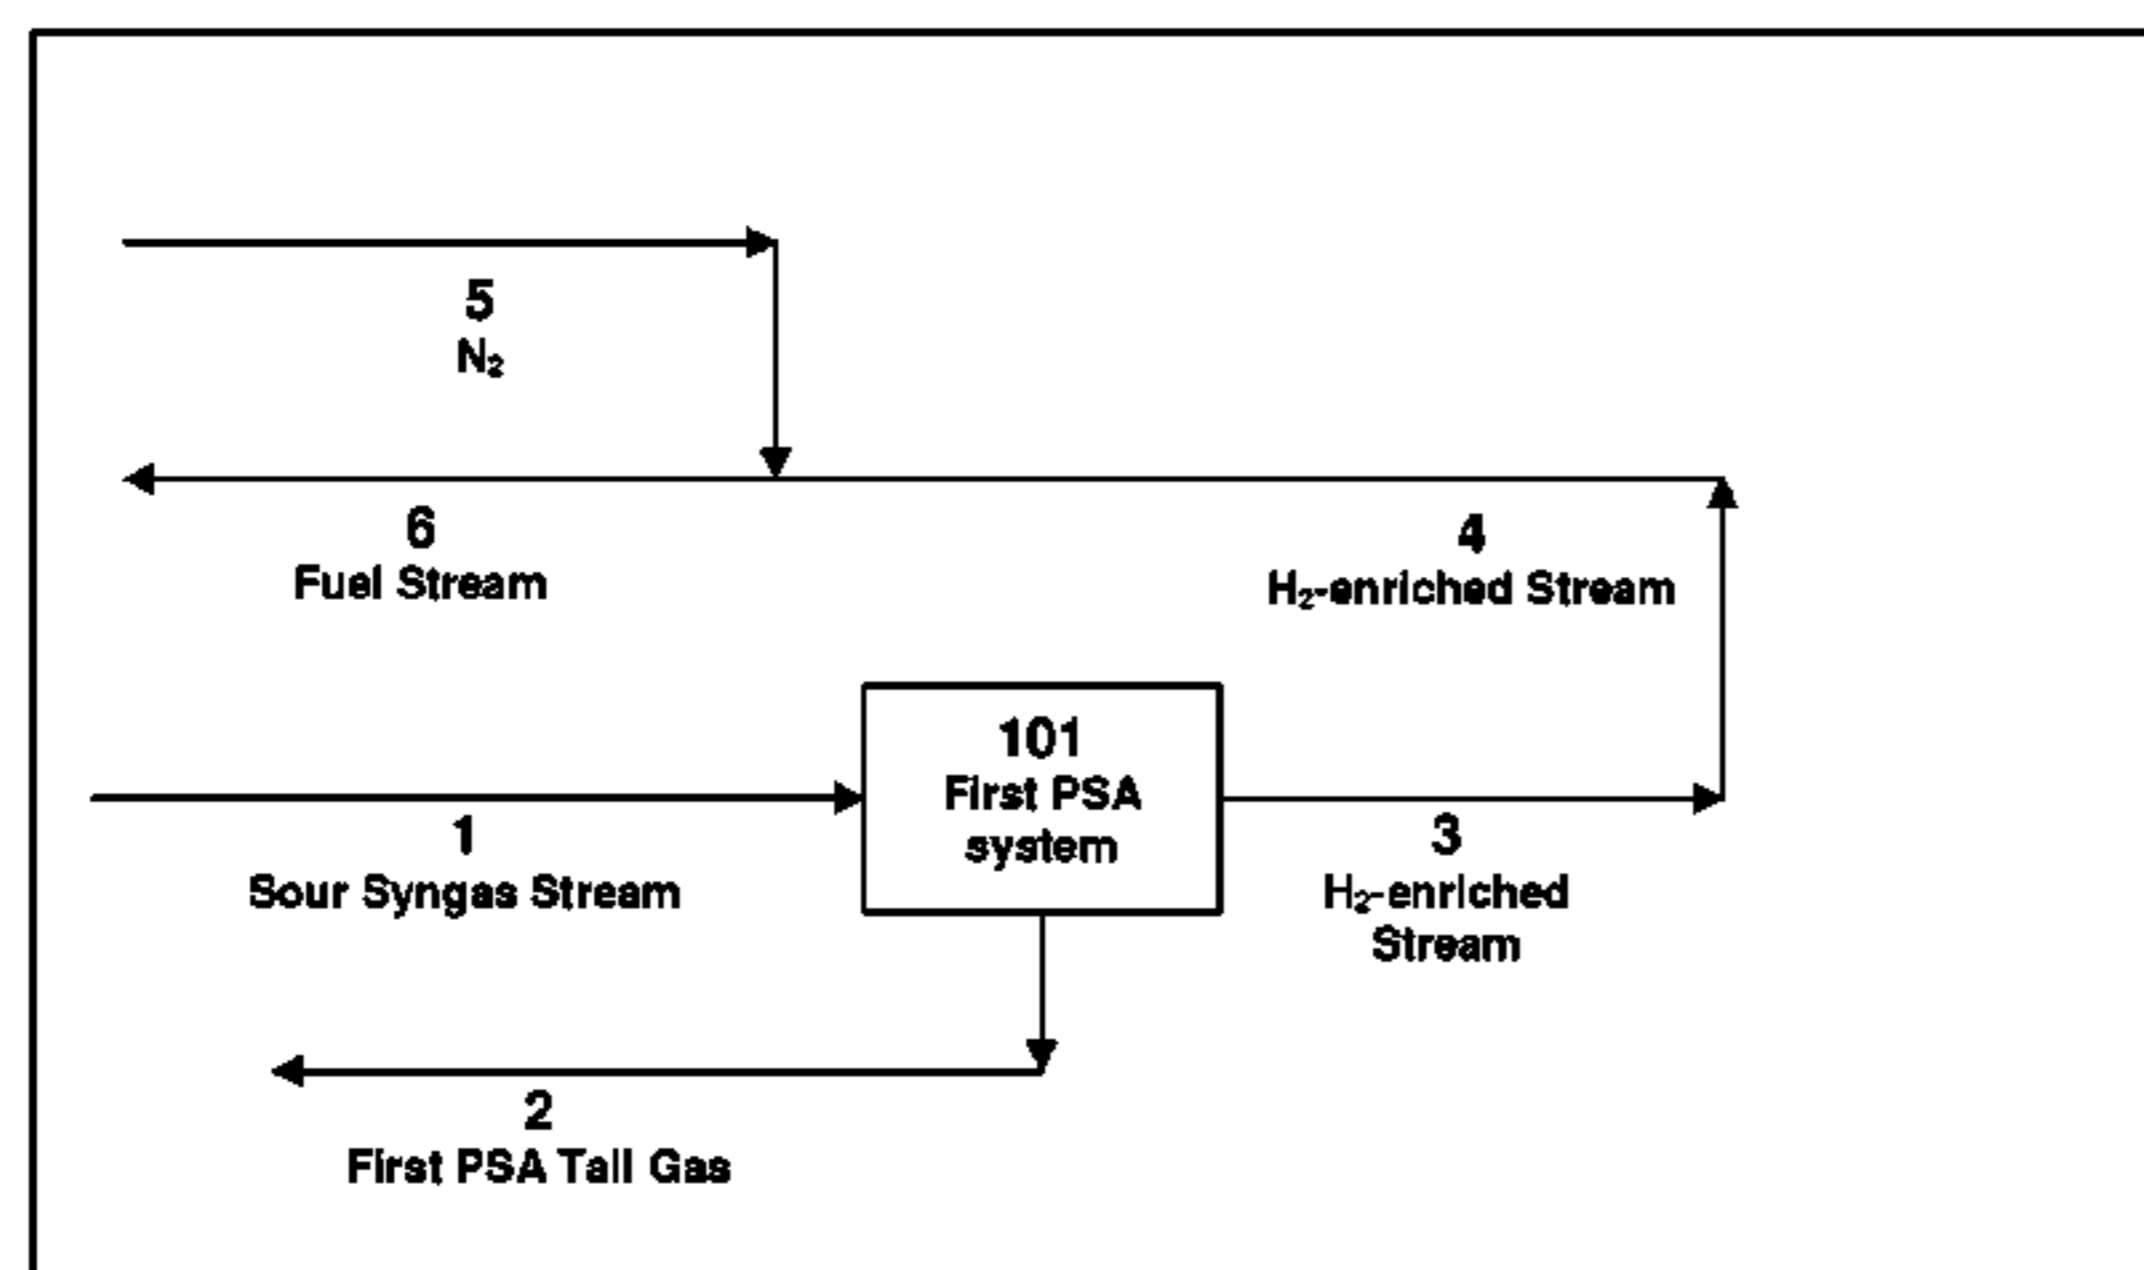 5
N₂
6
Fuel Stream
4
H₂-enriched Stream
101
First PSA
system
1
Sour Syngas Stream
3
H₂-enriched
Stream
2
First PSA Tail Gas